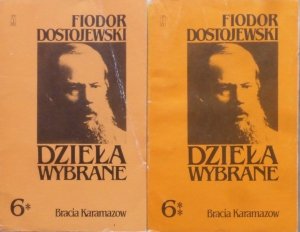 FIODOR
DOSTOJEWSKI
DZIEŁA
WYBRANE
6*
Bracia Karamazow
FIODOR
DOSTOJEWSKI
DZIEŁA
WYBRANE
6**
Bracia Karamazow